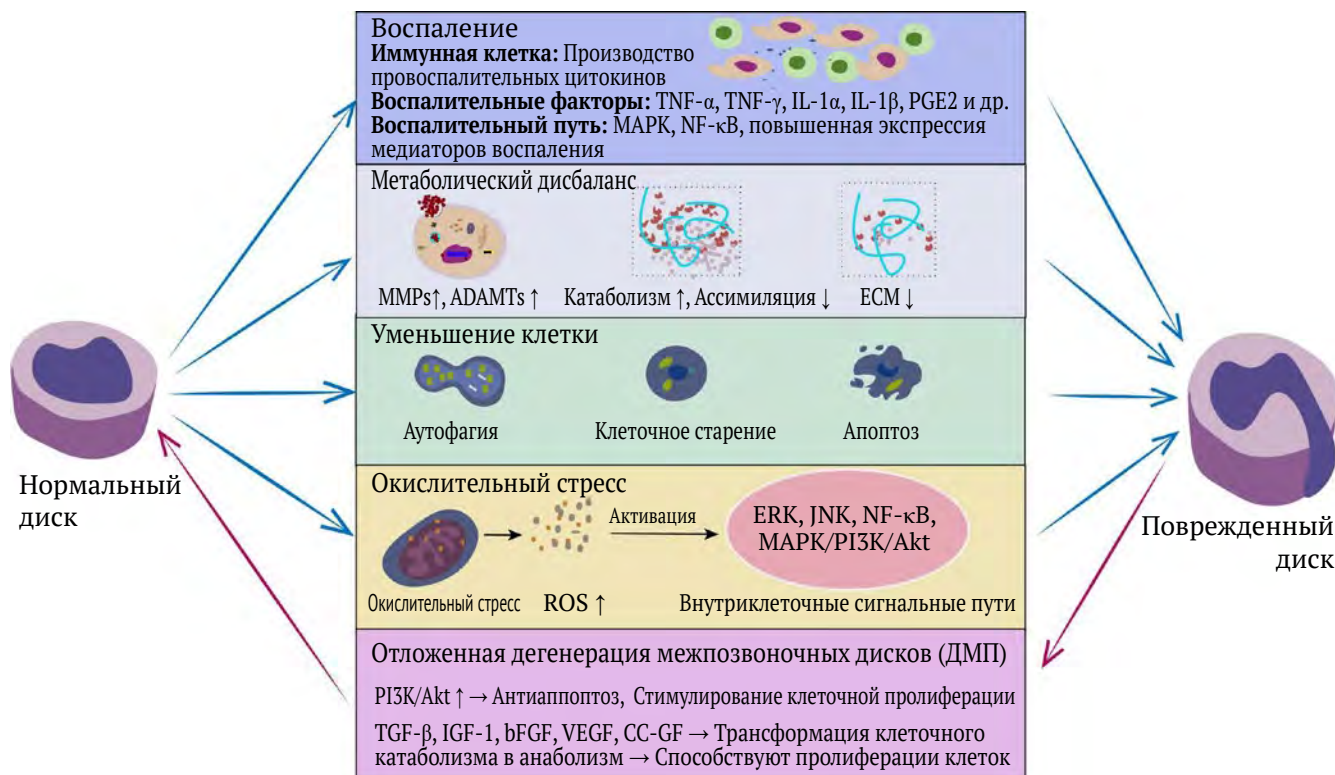 Воспаление
Иммунная клетка: Производство
провоспалительных цитокинов
Воспалительные факторы: TNF-α, TNF-γ, IL-1α, IL-1β, PGE2 и др.
Воспалительный путь: MAPK, NF-κB, повышенная экспрессия
медиаторов воспаления
Метаболический дисбаланс
MMPs↑, ADAMTs ↑ Катаболизм ↑, Ассимиляция ↓ ECM ↓
Уменьшение клетки
Аутофагия Клеточное старение Апоптоз
Нормальный
диск
Окислительный стресс
Активация
ERK, JNK, NF-κB,
MAPK/PI3K/Akt
Окислительный стресс ROS ↑ Внутриклеточные сигнальные пути
Поврежденный
диск
Отложенная дегенерация межпозвоночных дисков (ДМП)
PI3K/Akt ↑ → Антиаппоптоз, Стимулирование клеточной пролиферации
TGF-β, IGF-1, bFGF, VEGF, CC-GF → Трансформация клеточного
катаболизма в анаболизм → Способствуют пролиферации клеток